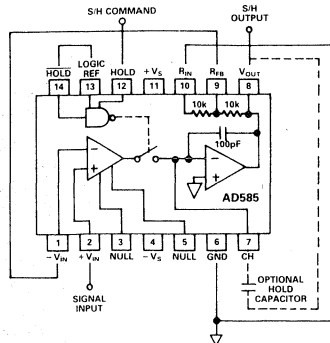 S/H COMMAND
S/H
OUTPUT
HOLD
LOGIC
REF
HOLD
+VS
RIN
RFB
VOUT
14
13
12
11
10
9
8
10k
10k
100pF
−
+
−
+
AD585
1
2
3
4
5
6
7
−VIN
+VIN
NULL
−VS
NULL
GND
CH
SIGNAL
INPUT
OPTIONAL
HOLD
CAPACITOR